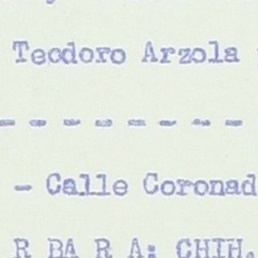 Teodoro Arzola
- - - - - - - -
- Calle Coronad
R BA R A: CHIH.